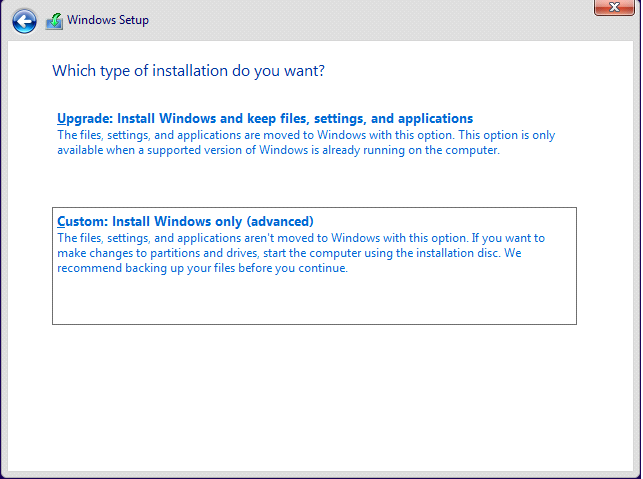 Windows Setup
Which type of installation do you want?
Upgrade: Install Windows and keep files, settings, and applications
The files, settings, and applications are moved to Windows with this option. This option is only
available when a supported version of Windows is already running on the computer.
Custom: Install Windows only (advanced)
The files, settings, and applications aren't moved to Windows with this option. If you want to
make changes to partitions and drives, start the computer using the installation disc. We
recommend backing up your files before you continue.